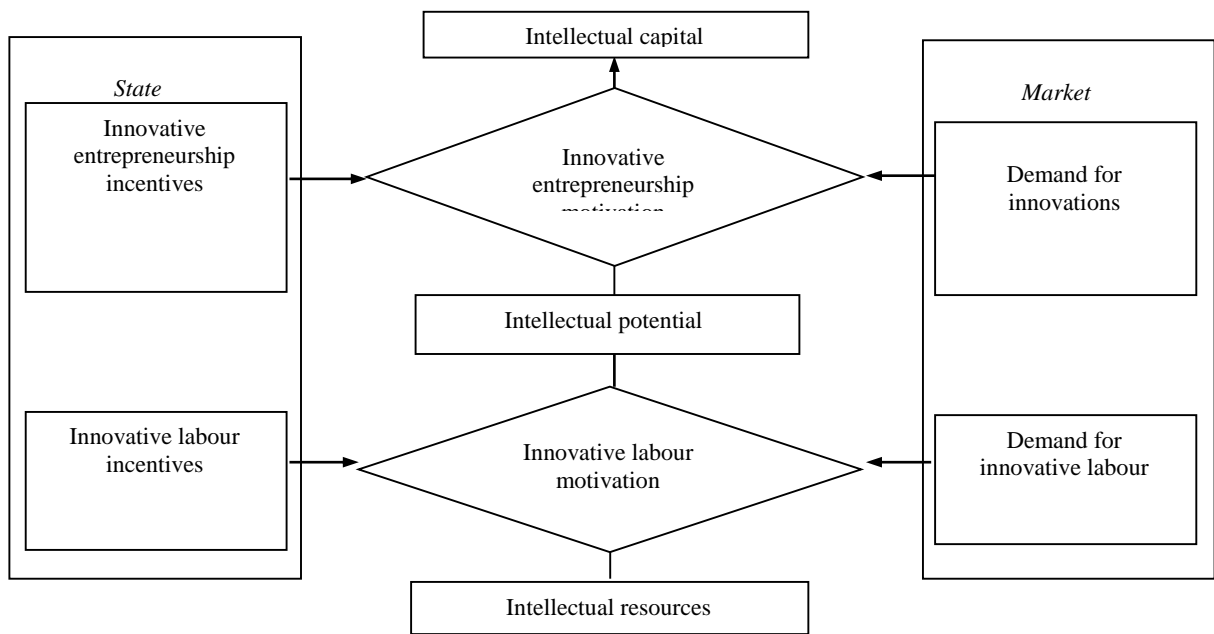 Intellectual capital
State
Innovative
entrepreneurship
incentives
Innovative
entrepreneurship
motivation
Market
Demand for
innovations
Intellectual potential
Innovative labour
incentives
Innovative labour
motivation
Demand for
innovative labour
Intellectual resources